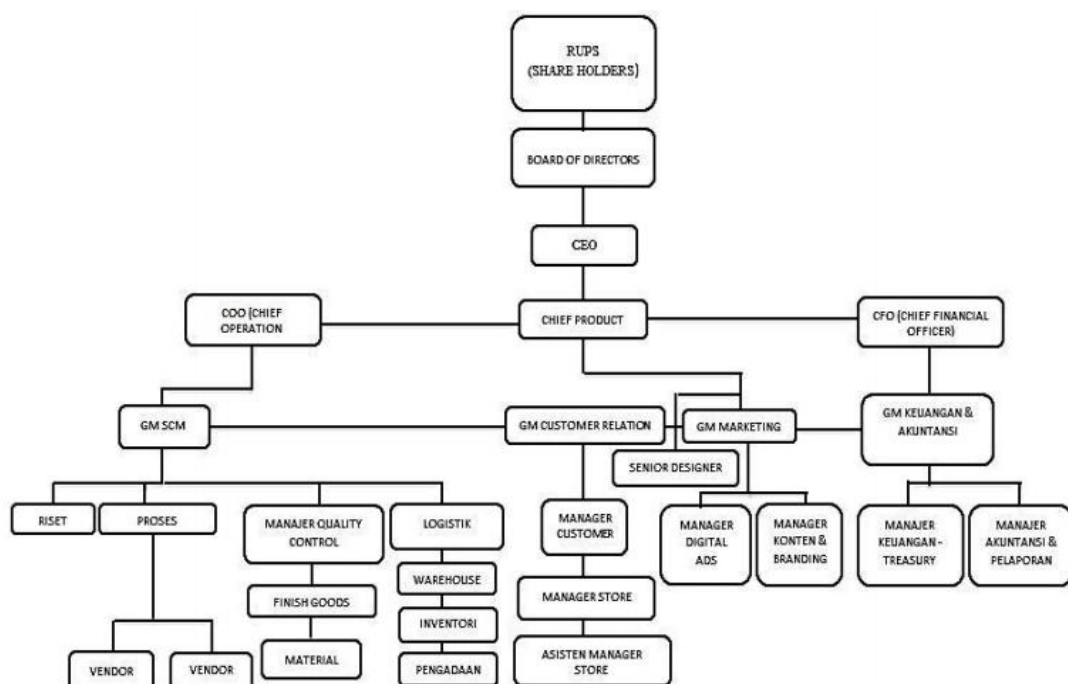 RUPS
(SHARE HOLDERS)
BOARD OF DIRECTORS
CEO
COO (CHIEF
OPERATION
CHIEF PRODUCT
CFO (CHIEF FINANCIAL
OFFICER)
GM SCM
GM CUSTOMER RELATION
GM MARKETING
GM KEUANGAN &
AKUNTANSI
SENIOR DESIGNER
RISET
PROSES
MANAJER QUALITY
CONTROL
LOGISTIK
MANAGER
CUSTOMER
MANAGER
DIGITAL
ADS
MANAGER
KONTEN &
BRANDING
MANAJER
KEUANGAN -
TREASURY
MANAJER
AKUNTANSI &
PELAPORAN
WAREHOUSE
FINISH GOODS
MANAGER STORE
INVENTORI
MATERIAL
PENGADAAN
ASISTEN MANAGER
STORE
VENDOR
VENDOR